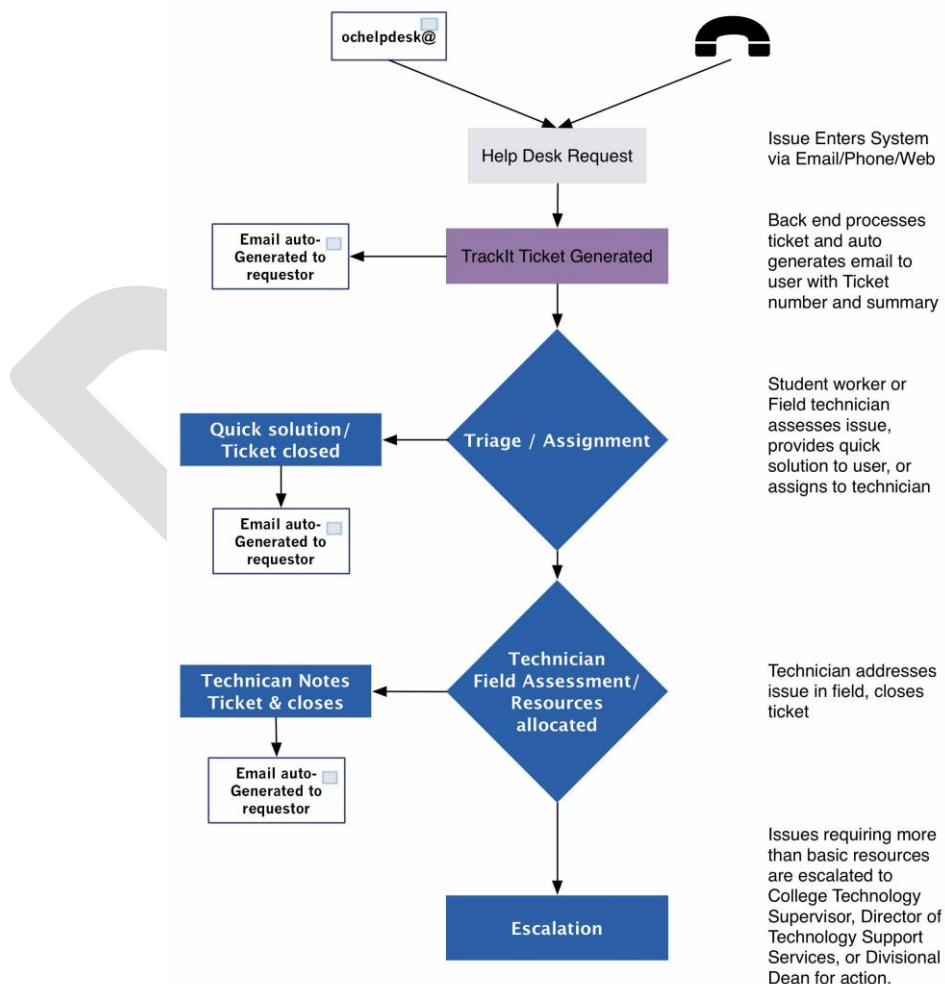 ochelpdesk@
Help Desk Request
Issue Enters System
via Email/Phone/Web
Email auto-
Generated to
requestor
TrackIt Ticket Generated
Back end processes
ticket and auto
generates email to
user with Ticket
number and summary
Quick solution/
Ticket closed
Triage / Assignment
Student worker or
Field technician
assesses issue,
provides quick
solution to user, or
assigns to technician
Email auto-
Generated to
requestor
Technican Notes
Ticket & closes
Technician
Field Assessment/
Resources
allocated
Technician addresses
issue in field, closes
ticket
Email auto-
Generated to
requestor
Escalation
Issues requiring more
than basic resources
are escalated to
College Technology
Supervisor, Director of
Technology Support
Services, or Divisional
Dean for action.